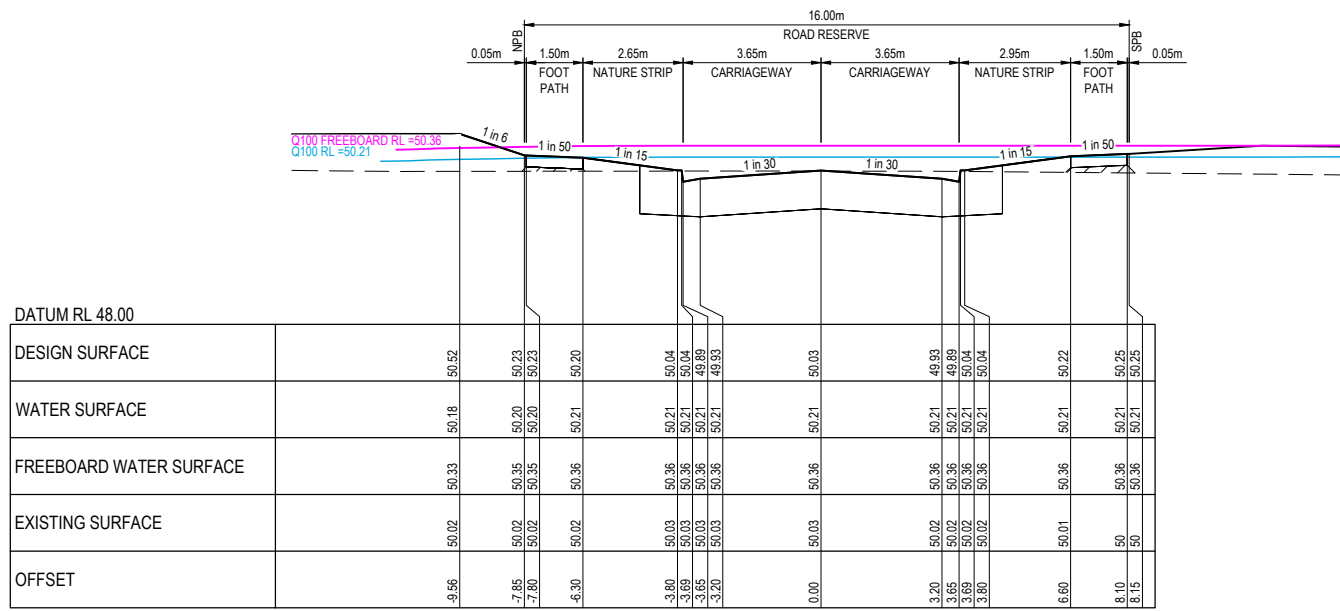 16.00m
ROAD RESERVE
NPB
SPB
0.05m 1.50m 2.65m 3.65m 3.65m 2.95m 1.50m 0.05m
FOOT PATH
NATURE STRIP
CARRIAGEWAY
CARRIAGEWAY
NATURE STRIP
FOOT PATH
Q100 FREEBOARD RL =50.36
Q100 RL =50.21
1 in 6
1 in 50
1 in 15
1 in 30
1 in 30
1 in 15
1 in 50
DATUM RL 48.00
DESIGN SURFACE 50.52 50.23 50.23 50.20 50.04 50.04 49.89 49.93 50.03 49.93 49.89 50.04 50.04 50.22 50.25 50.25
WATER SURFACE 50.18 50.20 50.20 50.21 50.21 50.21 50.21 50.21 50.21 50.21 50.21 50.21 50.21 50.21 50.21 50.21
FREEBOARD WATER SURFACE 50.33 50.35 50.35 50.36 50.36 50.36 50.36 50.36 50.36 50.36 50.36 50.36 50.36 50.36 50.36 50.36
EXISTING SURFACE 50.02 50.02 50.02 50.02 50.03 50.03 50.03 50.03 50.03 50.02 50.02 50.02 50.02 50.01 50 50
OFFSET -9.56 -7.85 -7.80 -6.30 -3.80 -3.69 -3.65 -3.20 0.00 3.20 3.65 3.69 3.80 6.60 8.10 8.15